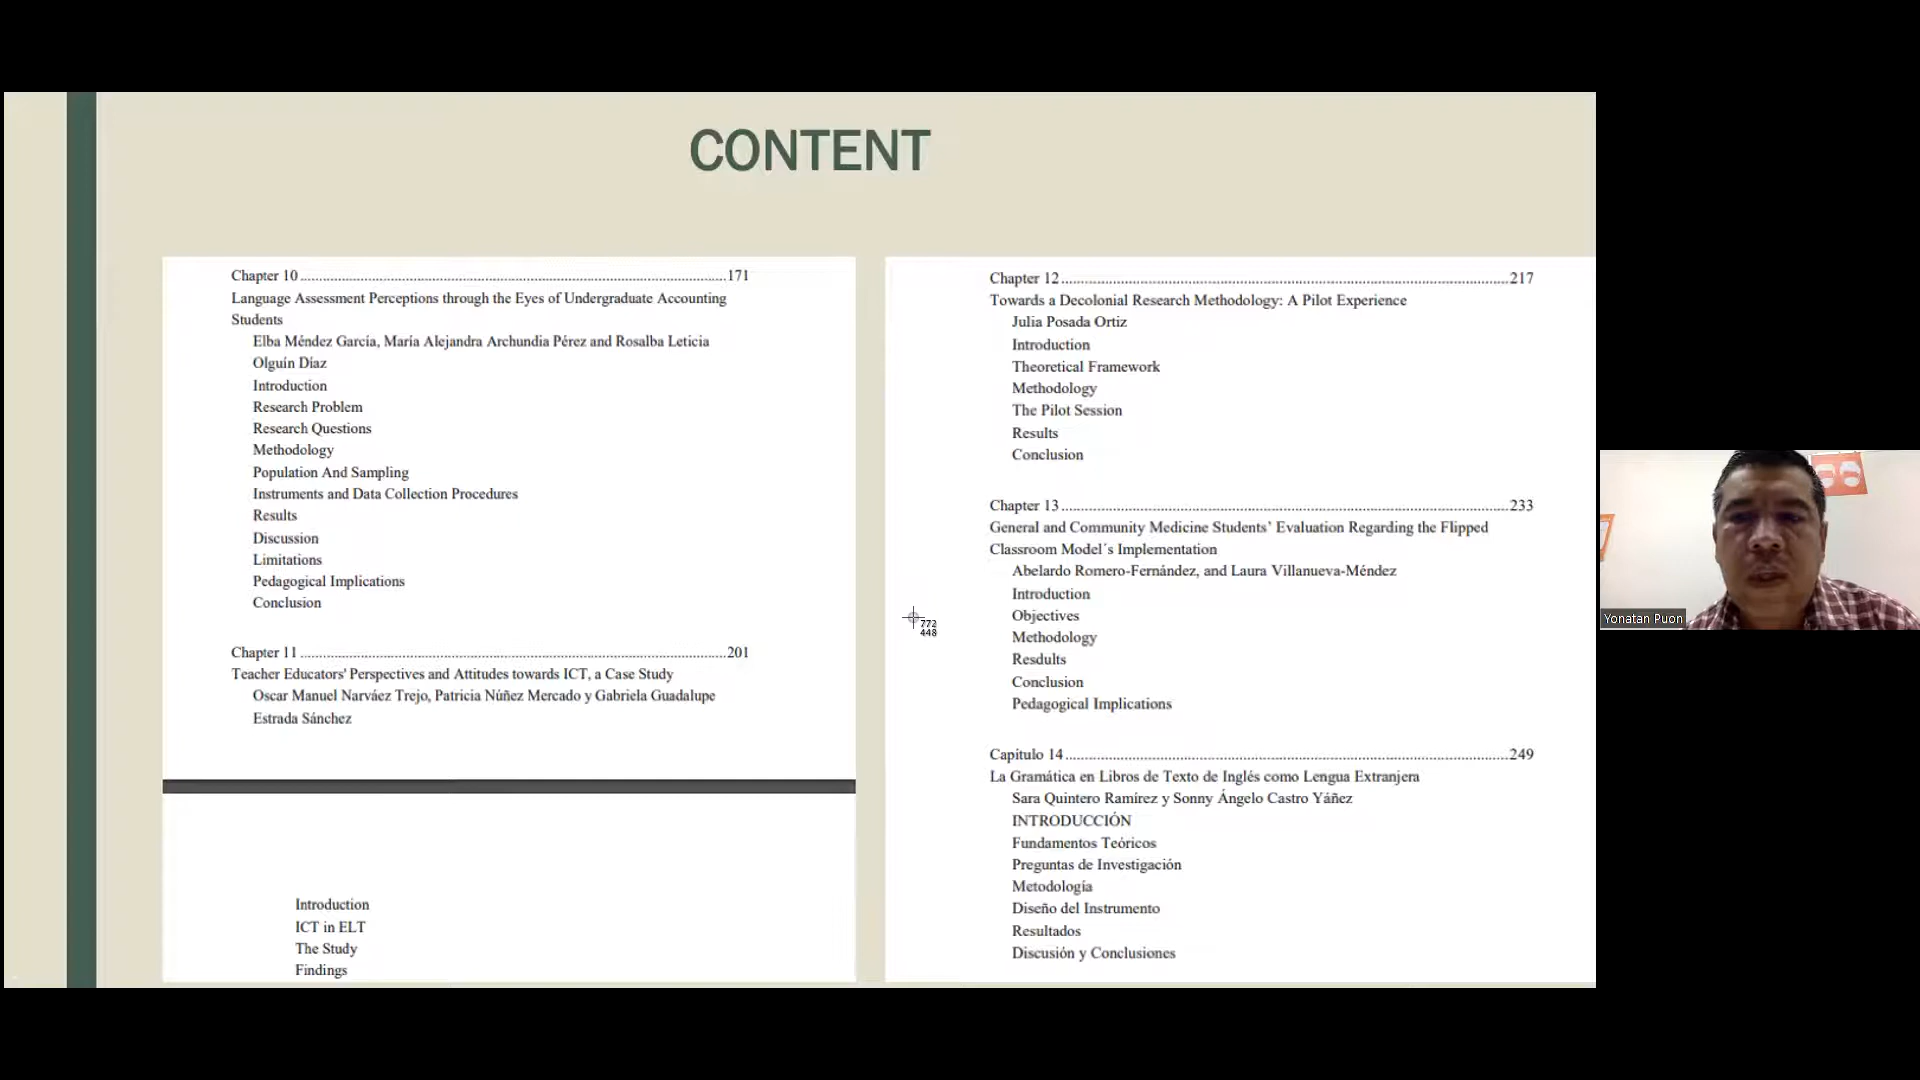 CONTENT
Chapter 10 ........ 171
Language Assessment Perceptions through the Eyes of Undergraduate Accounting
Students
Elba Méndez García, María Alejandra Archundia Pérez and Rosalba Leticia
Olguín Díaz
Introduction
Research Problem
Research Questions
Methodology
Population And Sampling
Instruments and Data Collection Procedures
Results
Discussion
Limitations
Pedagogical Implications
Conclusion
Chapter 11 ........ 201
Teacher Educators' Perspectives and Attitudes towards ICT, a Case Study
Oscar Manuel Narváez Trejo, Patricia Núñez Mercado y Gabriela Guadalupe
Estrada Sánchez
Introduction
ICT in ELT
The Study
Findings
Chapter 12 ........ 217
Towards a Decolonial Research Methodology: A Pilot Experience
Julia Posada Ortiz
Introduction
Theoretical Framework
Methodology
The Pilot Session
Results
Conclusion
Chapter 13 ........ 233
General and Community Medicine Students’ Evaluation Regarding the Flipped
Classroom Model´s Implementation
Abelardo Romero-Fernández, and Laura Villanueva-Méndez
Introduction
Objectives
Methodology
Resdults
Conclusion
Pedagogical Implications
Capítulo 14 ........ 249
La Gramática en Libros de Texto de Inglés como Lengua Extranjera
Sara Quintero Ramírez y Sonny Ángelo Castro Yáñez
INTRODUCCIÓN
Fundamentos Teóricos
Preguntas de Investigación
Metodología
Diseño del Instrumento
Resultados
Discusión y Conclusiones
772
448
Yonatan Puon